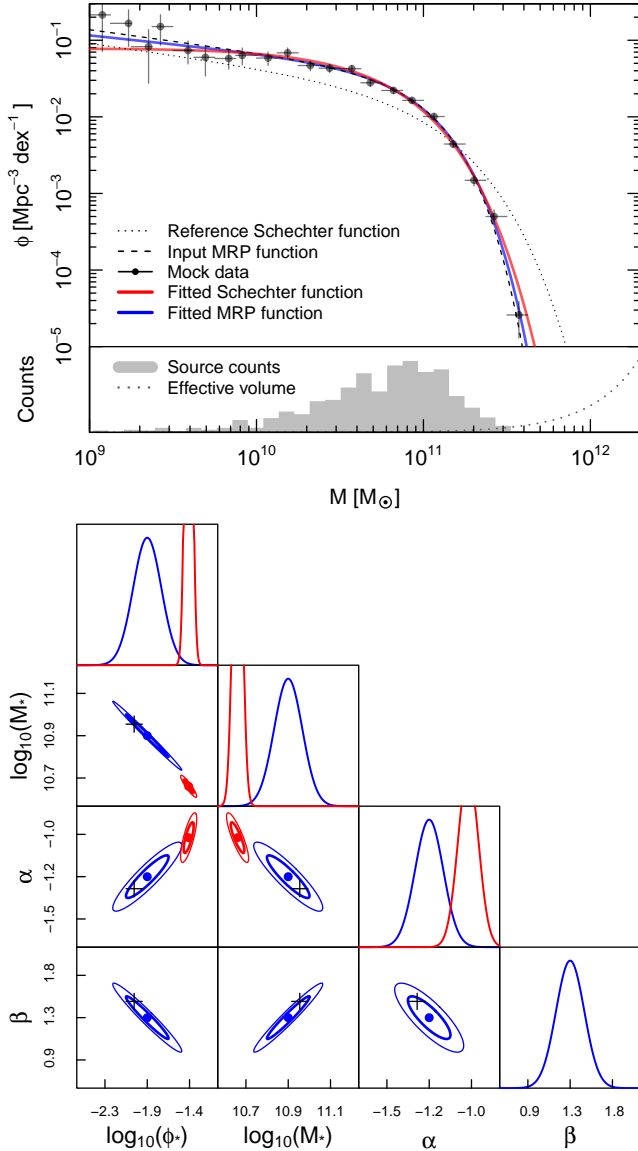 10⁻¹
10⁻²
10⁻³
10⁻⁴
10⁻⁵
ϕ [Mpc⁻³ dex⁻¹]
Reference Schechter function
Input MRP function
Mock data
Fitted Schechter function
Fitted MRP function
Counts
Source counts
Effective volume
10⁹ 10¹⁰ 10¹¹ 10¹²
M [M⊙]
log₁₀(M*)
11.1
10.9
10.7
α
−1.0
−1.2
−1.5
β
1.8
1.3
0.9
−2.3 −1.9 −1.4 10.7 10.9 11.1 −1.5 −1.2 −1.0 0.9 1.3 1.8
log₁₀(ϕ*) log₁₀(M*) α β